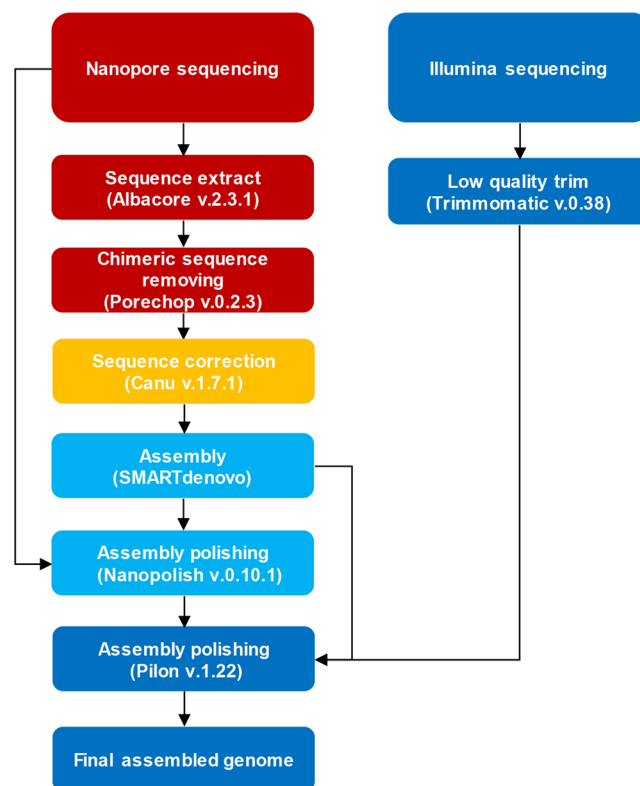 Nanopore sequencing
Illumina sequencing
Sequence extract
(Albacore v.2.3.1)
Low quality trim
(Trimmomatic v.0.38)
Chimeric sequence
removing
(Porechop v.0.2.3)
Sequence correction
(Canu v.1.7.1)
Assembly
(SMARTdenovo)
Assembly polishing
(Nanopolish v.0.10.1)
Assembly polishing
(Pilon v.1.22)
Final assembled genome